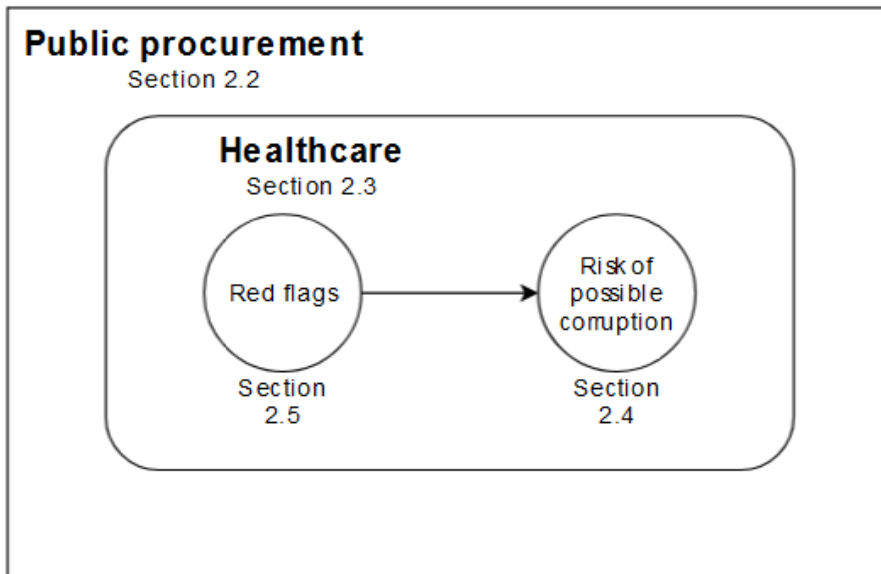 Public procurement
Section 2.2
Healthcare
Section 2.3
Red flags
Risk of
possible
corruption
Section
2.5
Section
2.4